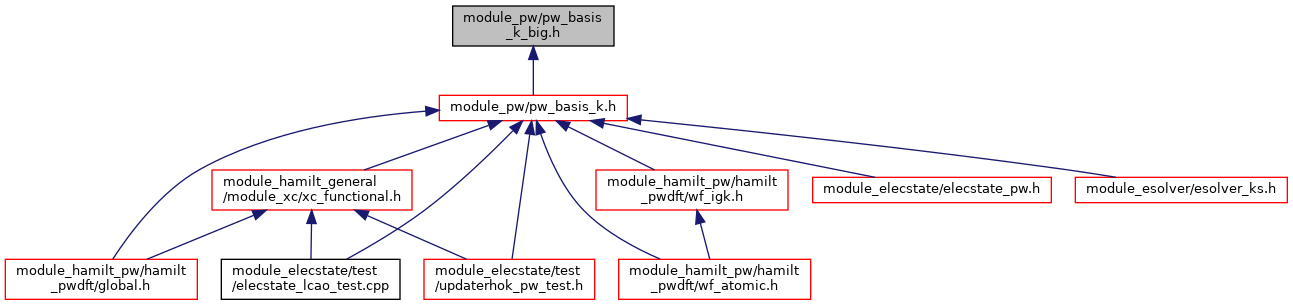 module_pw/pw_basis
_k_big.h
module_pw/pw_basis_k.h
module_hamilt_general
/module_xc/xc_functional.h
module_hamilt_pw/hamilt
_pwdft/wf_igk.h
module_elecstate/elecstate_pw.h
module_esolver/esolver_ks.h
module_hamilt_pw/hamilt
_pwdft/global.h
module_elecstate/test
/elecstate_lcao_test.cpp
module_elecstate/test
/updaterhok_pw_test.h
module_hamilt_pw/hamilt
_pwdft/wf_atomic.h